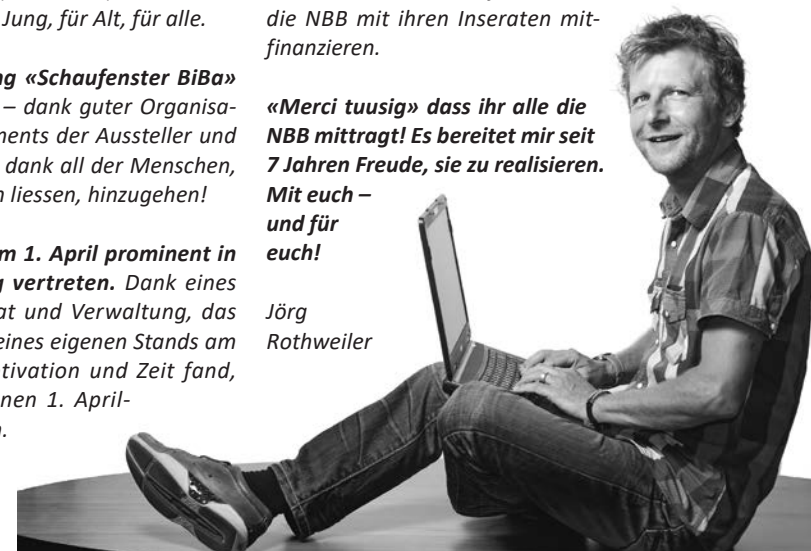 Jung, für Alt, für alle.
ng «Schaufenster BiBa»
– dank guter Organisa-
nents der Aussteller und
dank all der Menschen,
n liessen, hinzugehen!
m 1. April prominent in
g vertreten. Dank eines
at und Verwaltung, das
eines eigenen Stands am
tivation und Zeit fand,
nen 1. April-
die NBB mit ihren Inseraten mit-
finanzieren.
«Merci tuusig» dass ihr alle die
NBB mittragt! Es bereitet mir seit
7 Jahren Freude, sie zu realisieren.
Mit euch –
und für
euch!
Jörg
Rothweiler